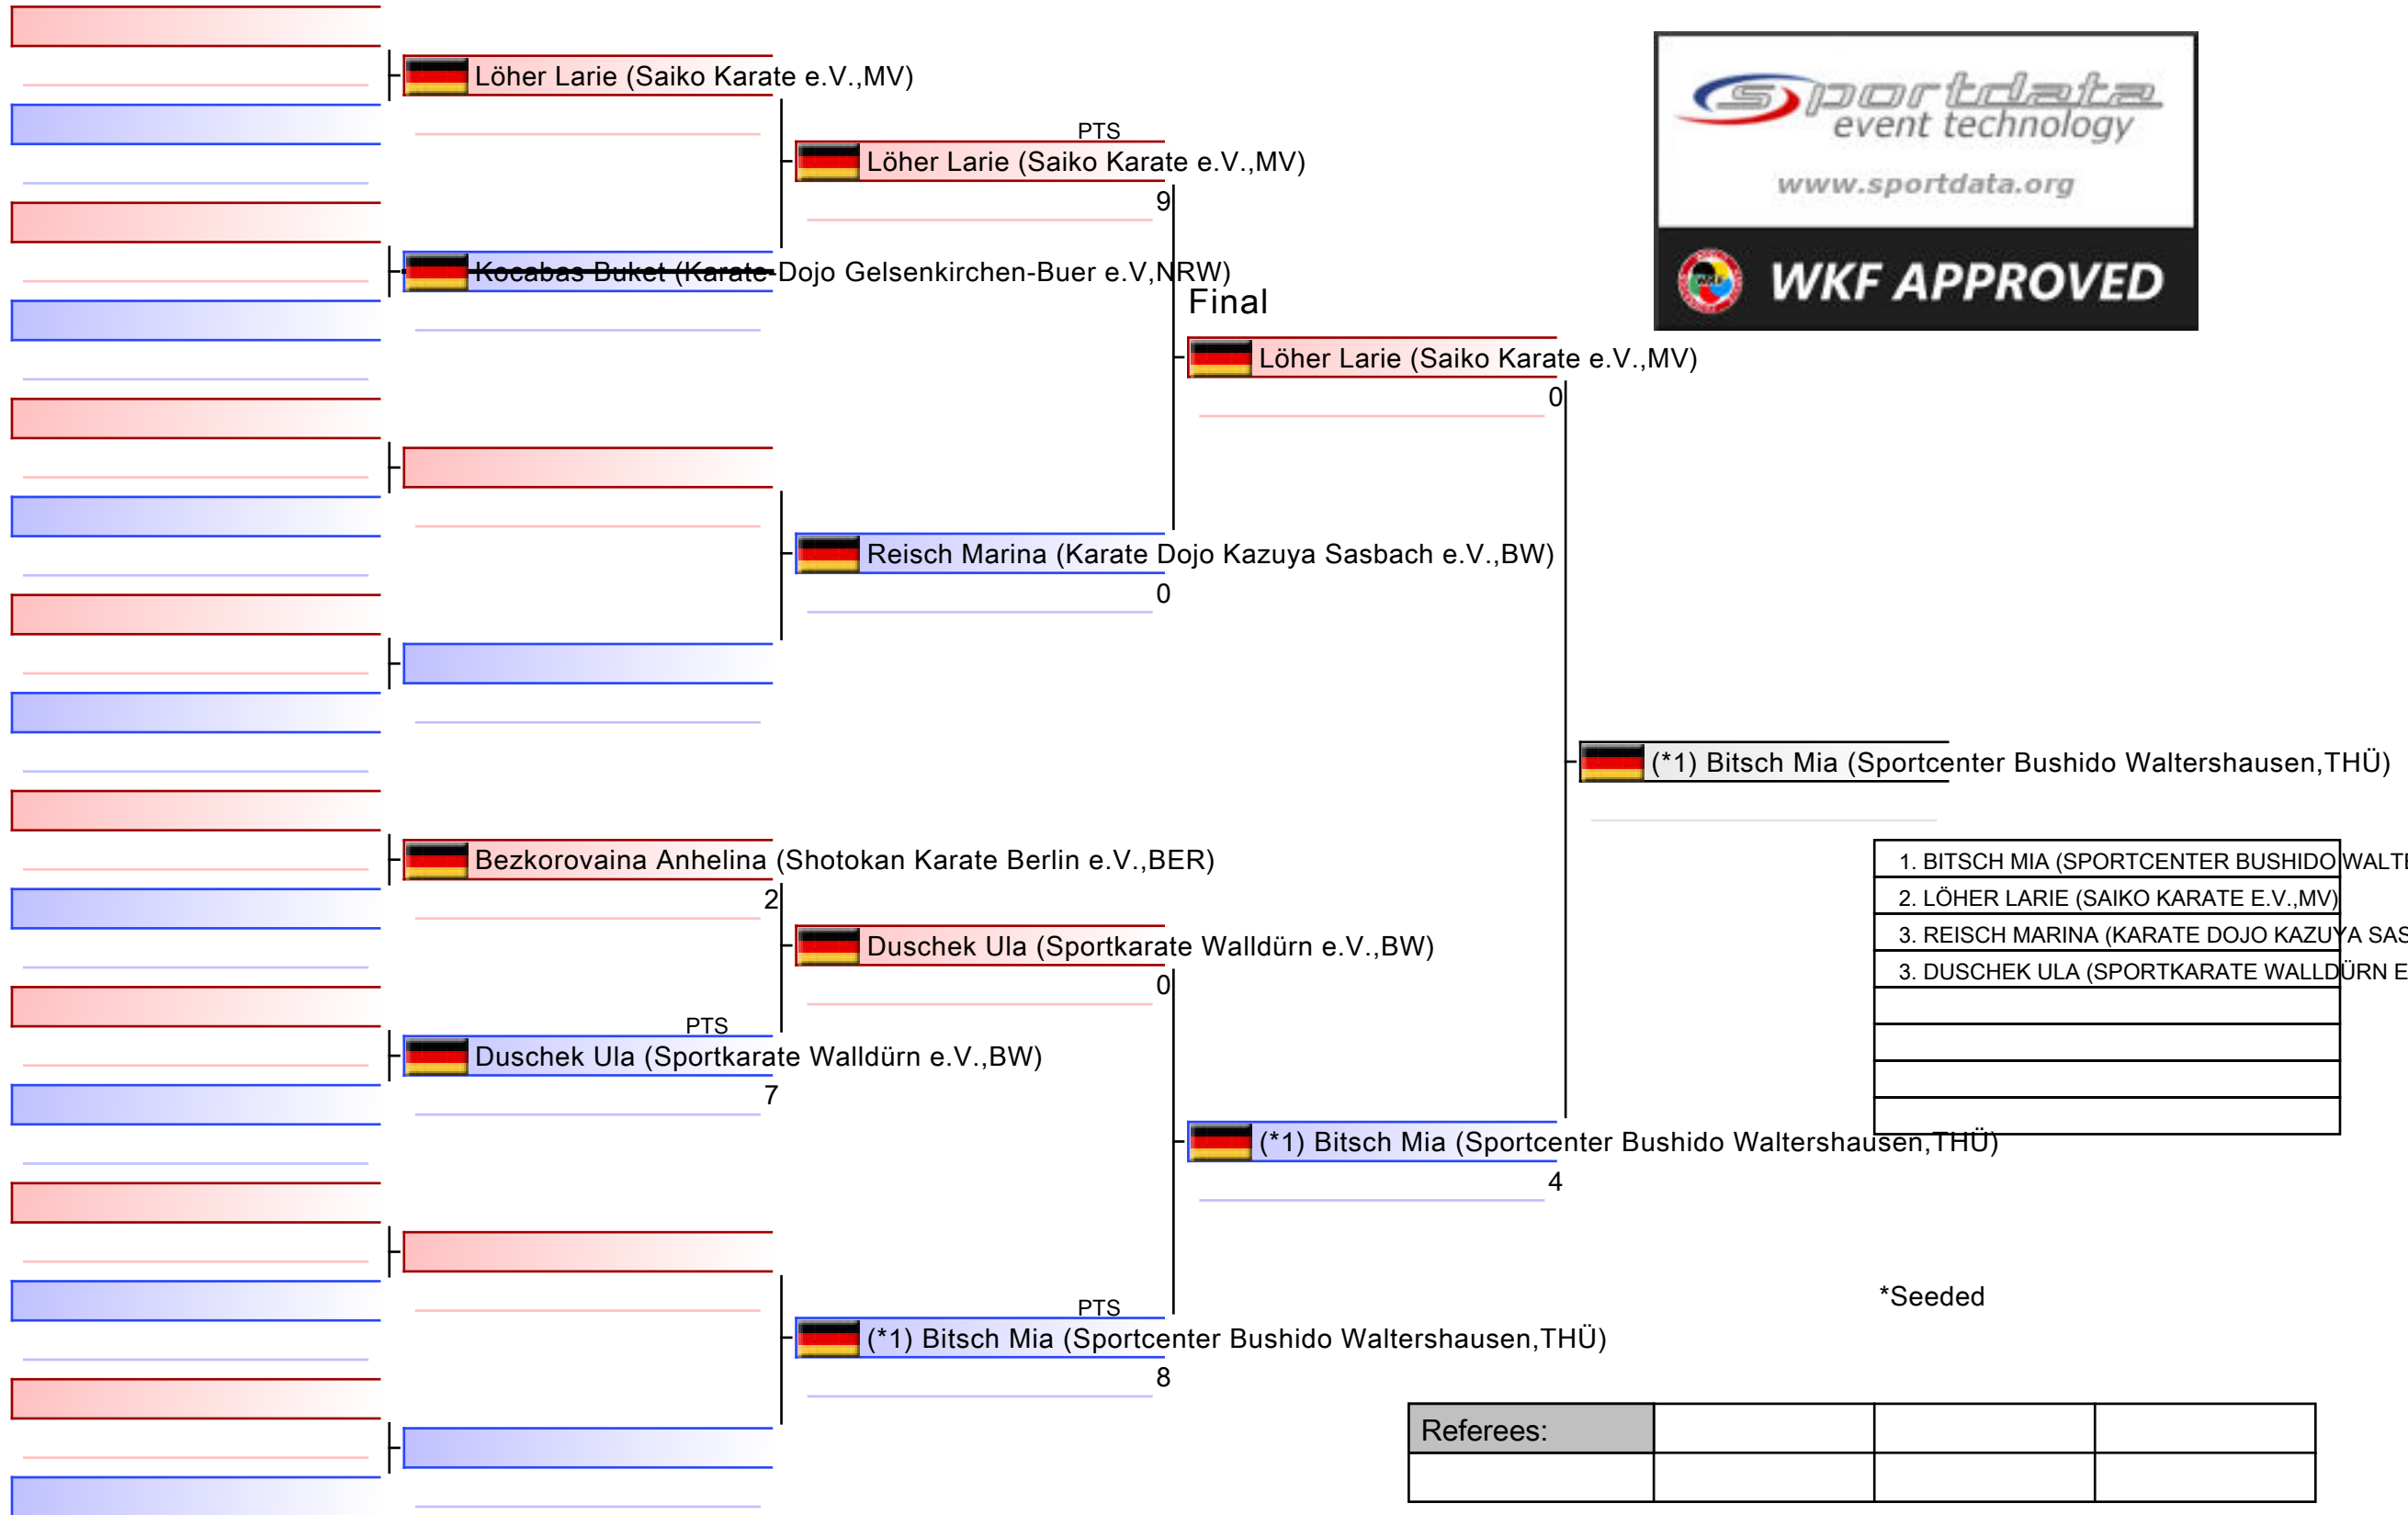 Löher Larie (Saiko Karate e.V.,MV)
PTS
Löher Larie (Saiko Karate e.V.,MV)
9
Kocabas Buket (Karate-Dojo Gelsenkirchen-Buer e.V,NRW)
Final
Löher Larie (Saiko Karate e.V.,MV)
0
Reisch Marina (Karate Dojo Kazuya Sasbach e.V.,BW)
0
(*1) Bitsch Mia (Sportcenter Bushido Waltershausen,THÜ)
Bezkorovaina Anhelina (Shotokan Karate Berlin e.V.,BER)
2
Duschek Ula (Sportkarate Walldürn e.V.,BW)
0
PTS
Duschek Ula (Sportkarate Walldürn e.V.,BW)
7
(*1) Bitsch Mia (Sportcenter Bushido Waltershausen,THÜ)
4
PTS
(*1) Bitsch Mia (Sportcenter Bushido Waltershausen,THÜ)
8
sportdata
event technology
www.sportdata.org
WKF
WKF APPROVED
1. BITSCH MIA (SPORTCENTER BUSHIDO WALTE
2. LÖHER LARIE (SAIKO KARATE E.V.,MV)
3. REISCH MARINA (KARATE DOJO KAZUYA SAS
3. DUSCHEK ULA (SPORTKARATE WALLDÜRN E
*Seeded
Referees: